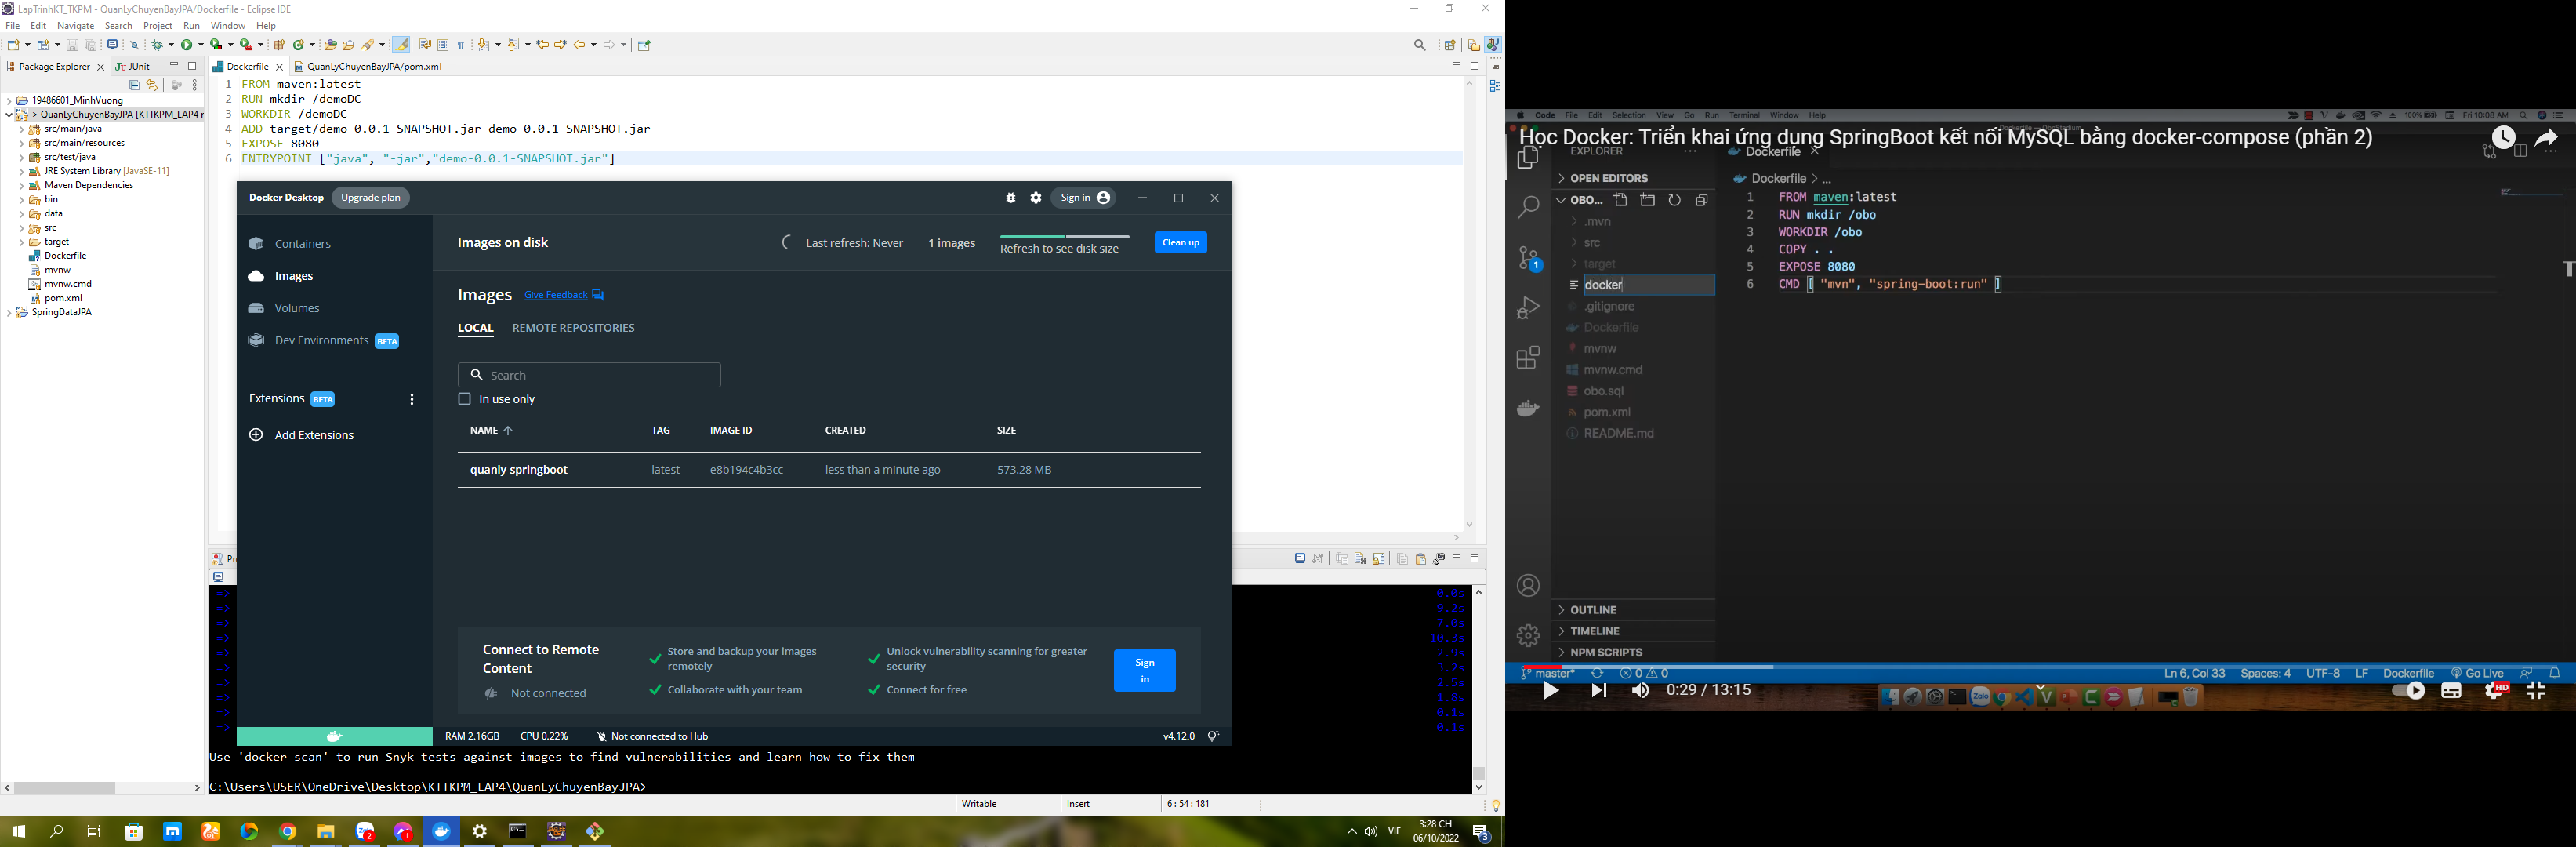 LapTrinhKT_TKPM - QuanLyChuyenBayJPA/Dockerfile - Eclipse IDE
File Edit Navigate Search Project Run Window Help
Package Explorer
JUnit
19486601_MinhVuong
> QuanLyChuyenBayJPA [KTTKPM_LAP4 r
src/main/java
src/main/resources
src/test/java
JRE System Library [JavaSE-11]
Maven Dependencies
bin
data
src
target
Dockerfile
mvnw
mvnw.cmd
pom.xml
SpringDataJPA
Dockerfile
QuanLyChuyenBayJPA/pom.xml
1 FROM maven:latest
2 RUN mkdir /demoDC
3 WORKDIR /demoDC
4 ADD target/demo-0.0.1-SNAPSHOT.jar demo-0.0.1-SNAPSHOT.jar
5 EXPOSE 8080
6 ENTRYPOINT ["java", "-jar","demo-0.0.1-SNAPSHOT.jar"]
Docker Desktop
Upgrade plan
Sign in
Containers
Images
Volumes
Dev Environments BETA
Extensions BETA
Add Extensions
Images on disk
Last refresh: Never
1 images
Refresh to see disk size
Clean up
Images
Give Feedback
LOCAL
REMOTE REPOSITORIES
Search
In use only
NAME
TAG
IMAGE ID
CREATED
SIZE
quanly-springboot
latest
e8b194c4b3cc
less than a minute ago
573.28 MB
Connect to Remote
Content
Not connected
Store and backup your images
remotely
Collaborate with your team
Unlock vulnerability scanning for greater
security
Connect for free
Sign
in
RAM 2.16GB
CPU 0.22%
Not connected to Hub
v4.12.0
Pr
=> 0.0s
=> 9.2s
=> 7.0s
=> 10.3s
=> 2.9s
=> 3.2s
=> 2.5s
=> 1.8s
=> 0.1s
=> 0.1s
Use 'docker scan' to run Snyk tests against images to find vulnerabilities and learn how to fix them
C:\Users\USER\OneDrive\Desktop\KTTKPM_LAP4\QuanLyChuyenBayJPA>
Writable
Insert
6 : 54 : 181
VIE
3:28 CH
06/10/2022
3
2
1
Code File Edit Selection View Go Run Terminal Window Help
100%
Fri 10:08 AM
Học Docker: Triển khai ứng dụng SpringBoot kết nối MySQL bằng docker-compose (phần 2)
EXPLORER
Dockerfile
OPEN EDITORS
Dockerfile > ...
OBO...
.mvn
src
target
docker
.gitignore
Dockerfile
mvnw
mvnw.cmd
obo.sql
pom.xml
README.md
1
1 FROM maven:latest
2 RUN mkdir /obo
3 WORKDIR /obo
4 COPY . .
5 EXPOSE 8080
6 CMD [ "mvn", "spring-boot:run" ]
OUTLINE
TIMELINE
NPM SCRIPTS
master*
0
0
Ln 6, Col 33
Spaces: 4
UTF-8
LF
Dockerfile
Go Live
0:29 / 13:15
Zalo
HD